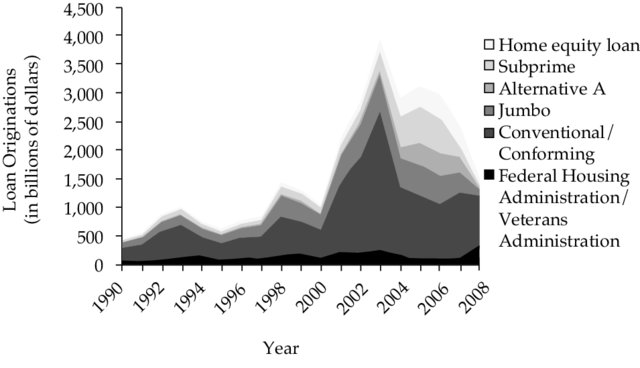 4,500
4,000
3,500
3,000
2,500
2,000
1,500
1,000
500
0
Loan Originations
(in billions of dollars)
1990
1992
1994
1996
1998
2000
2002
2004
2006
2008
Year
Home equity loan
Subprime
Alternative A
Jumbo
Conventional/
Conforming
Federal Housing
Administration/
Veterans
Administration